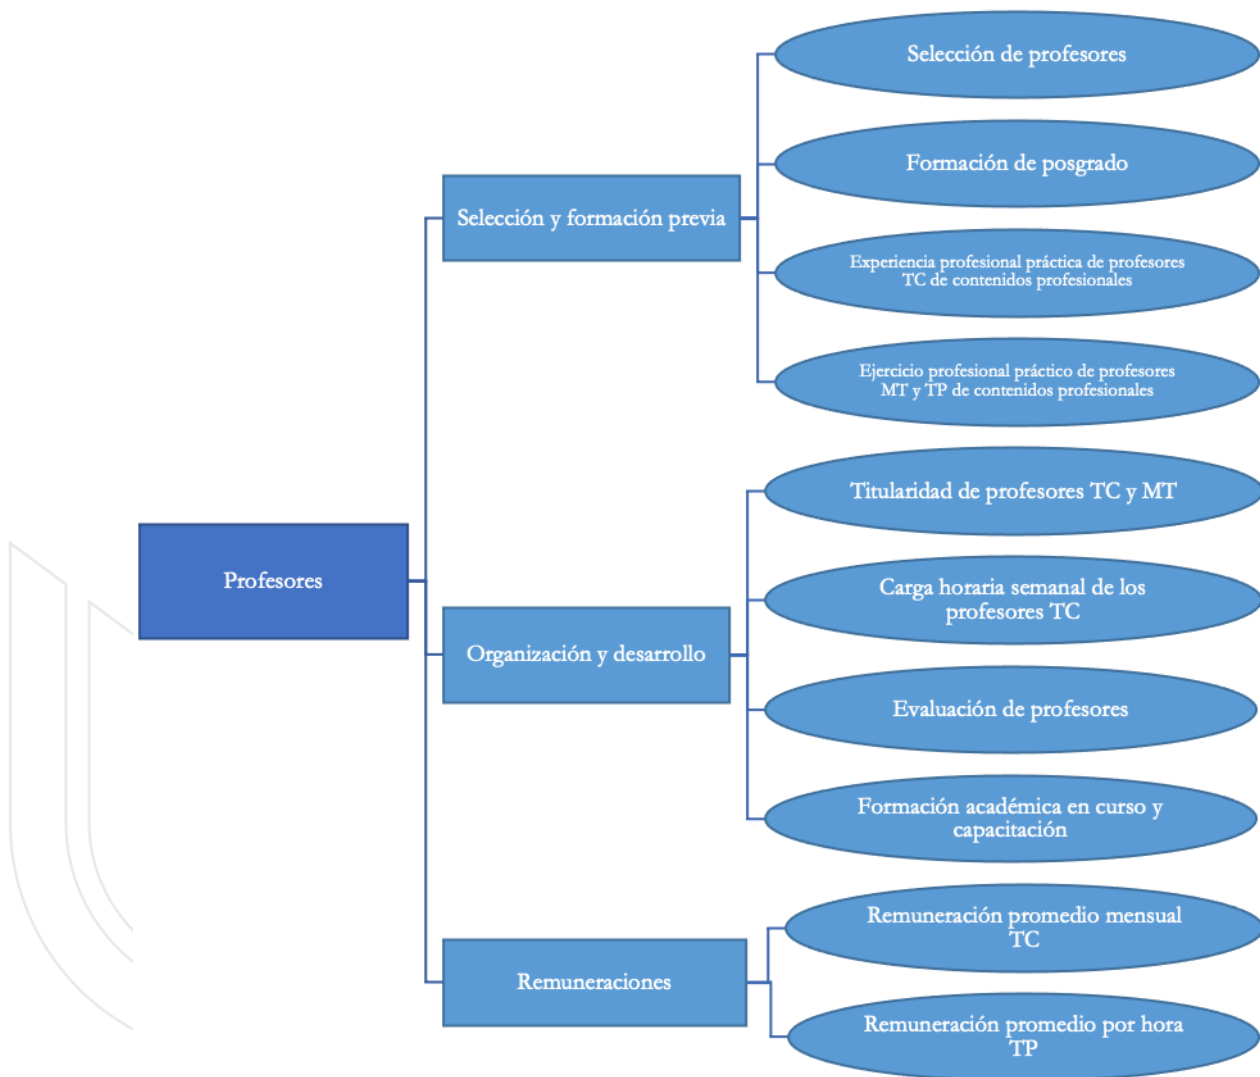 Profesores
Selección y formación previa
Selección de profesores
Formación de posgrado
Experiencia profesional práctica de profesores
TC de contenidos profesionales
Ejercicio profesional práctico de profesores
MT y TP de contenidos profesionales
Organización y desarrollo
Titularidad de profesores TC y MT
Carga horaria semanal de los
profesores TC
Evaluación de profesores
Formación académica en curso y
capacitación
Remuneraciones
Remuneración promedio mensual
TC
Remuneración promedio por hora
TP